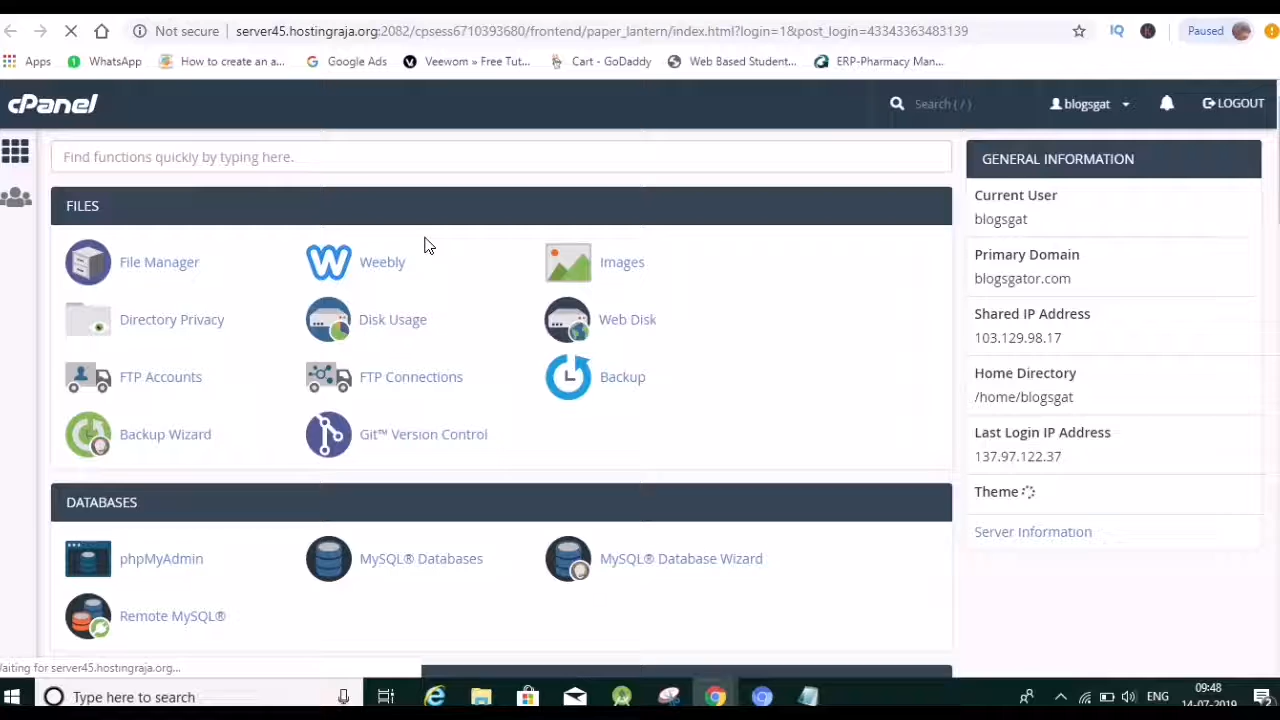 Not secure server45.hostingraja.org:2082/cpsess6710393680/frontend/paper_lantern/index.html?login=1&post_login=43343363483139 IQ Paused
Apps WhatsApp How to create an a... Google Ads Veewom » Free Tut... Cart - GoDaddy Web Based Student... ERP-Pharmacy Man...
cPanel Search ( / ) blogsgat LOGOUT
Find functions quickly by typing here.
FILES
File Manager Weebly Images
Directory Privacy Disk Usage Web Disk
FTP Accounts FTP Connections Backup
Backup Wizard Git™ Version Control
DATABASES
phpMyAdmin MySQL® Databases MySQL® Database Wizard
Remote MySQL®
GENERAL INFORMATION
Current User
blogsgat
Primary Domain
blogsgator.com
Shared IP Address
103.129.98.17
Home Directory
/home/blogsgat
Last Login IP Address
137.97.122.37
Theme
Server Information
aiting for server45.hostingraja.org...
Type here to search ENG 09:48
14-07-2019